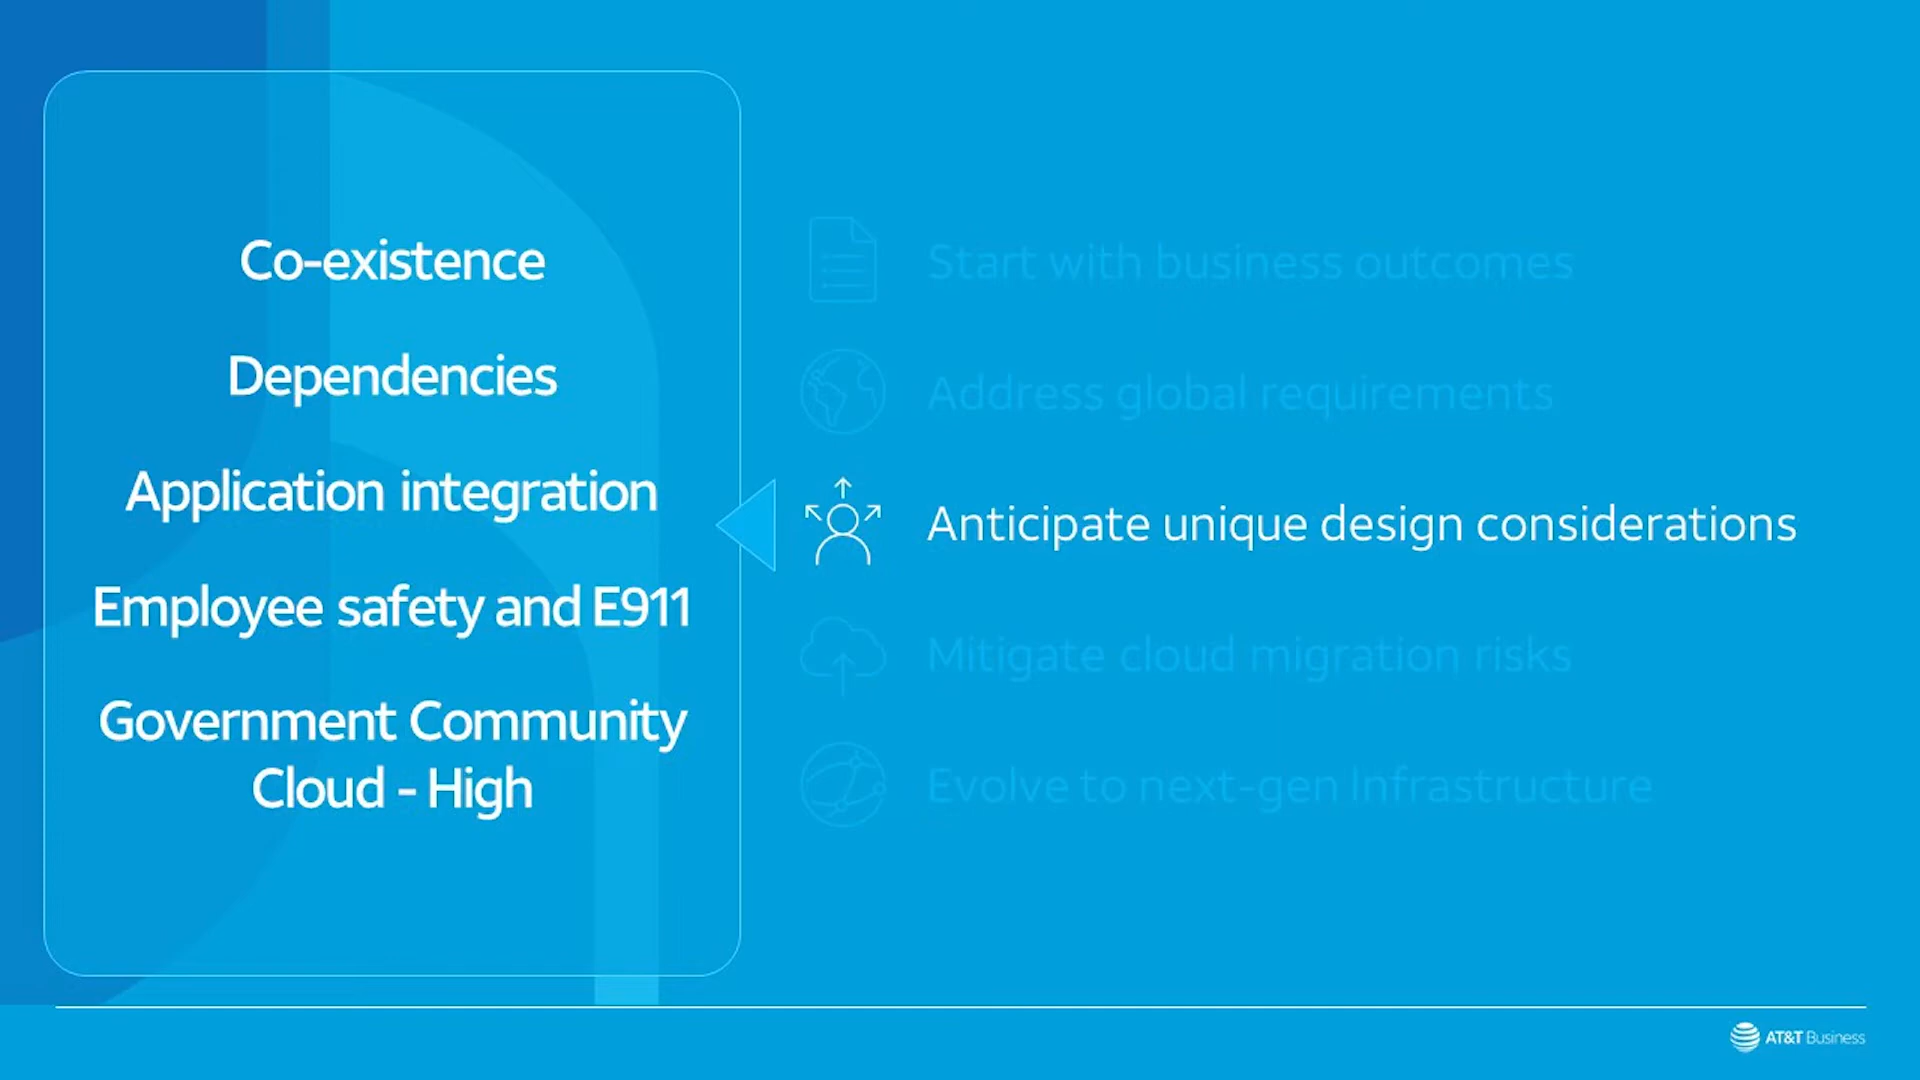 Co-existence
Dependencies
Application integration
Employee safety and E911
Government Community
Cloud - High
Start with business outcomes
Address global requirements
Anticipate unique design considerations
Mitigate cloud migration risks
Evolve to next-gen Infrastructure
AT&T Business